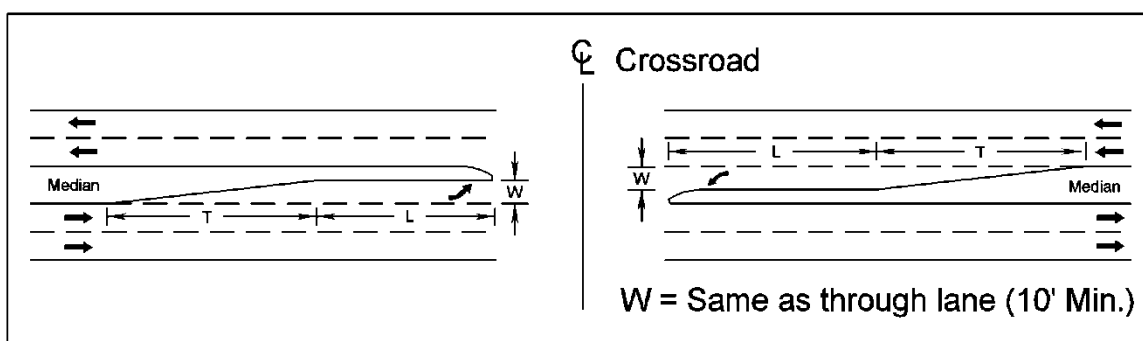 ℄ Crossroad
L T
W
Median W
W
Median
T L
W = Same as through lane (10' Min.)